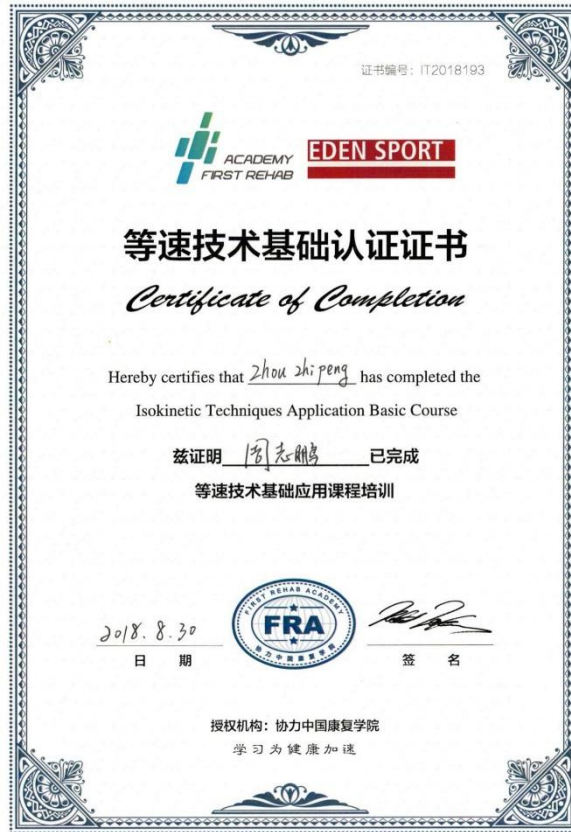 证书编号：IT2018193
ACADEMY
FIRST REHAB
EDEN SPORT
等速技术基础认证证书
Certificate of Completion
Hereby certifies that zhou zhipeng has completed the
Isokinetic Techniques Application Basic Course
兹证明 周志鹏 已完成
等速技术基础应用课程培训
FIRST REHAB ACADEMY
FRA
协力中国康复学院
2018.8.30
日 期
签 名
授权机构：协力中国康复学院
学习为健康加速